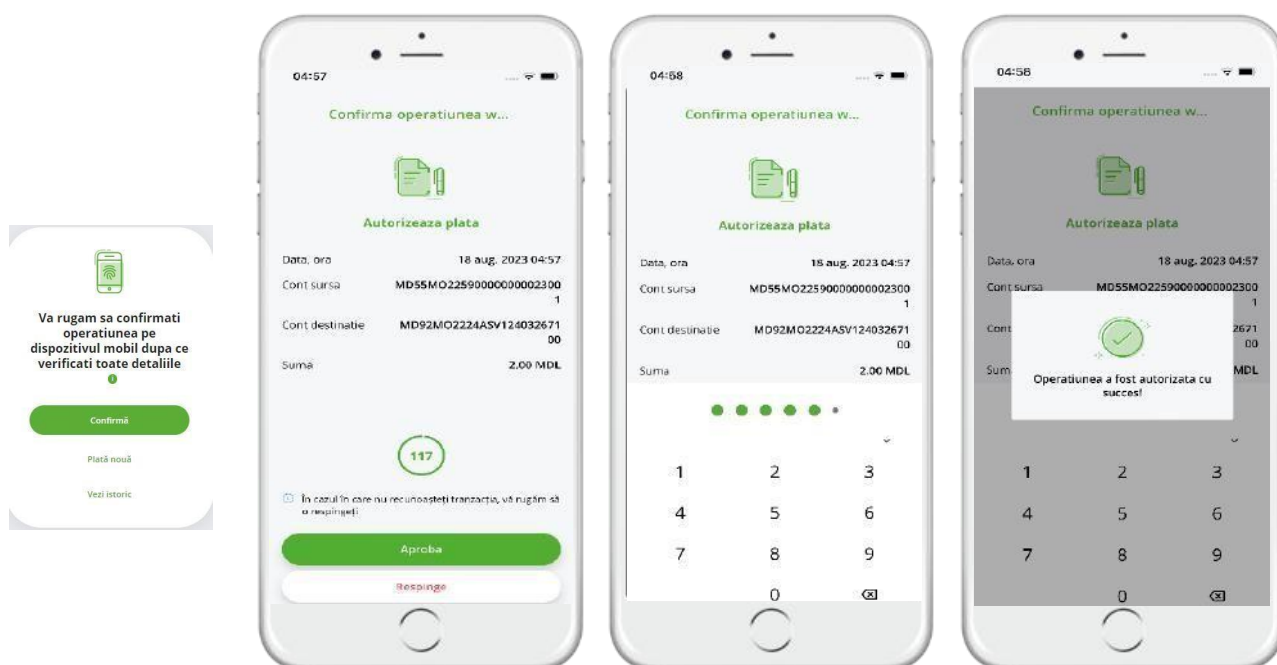 Va rugam sa confirmati
operatiunea pe
dispozitivul mobil dupa ce
verificati toate detaliile
Confirmă
Plată nouă
Vezi istoric
04:57
Confirma operatiunea w...
Autorizeaza plata
Data, ora 18 aug. 2023 04:57
Cont sursa MD55MO22590000000002300
1
Cont destinatie MD92MO2224ASV124032671
00
Suma 2.00 MDL
117
În cazul în care nu recunoașteți tranzacția, vă rugăm să
o respingeți
Aproba
Respinge
04:58
Confirma operatiunea w...
Autorizeaza plata
Data, ora 18 aug. 2023 04:57
Cont sursa MD55MO22590000000002300
1
Cont destinatie MD92MO2224ASV124032671
00
Suma 2.00 MDL
1 2 3
4 5 6
7 8 9
0
04:58
Confirma operatiunea w...
Autorizeaza plata
Data, ora 18 aug. 2023 04:57
Cont sursa MD55MO22590000000002300
1
Cont 2671
00
Sum MDL
Operatiunea a fost autorizata cu
succes!
1 2 3
4 5 6
7 8 9
0